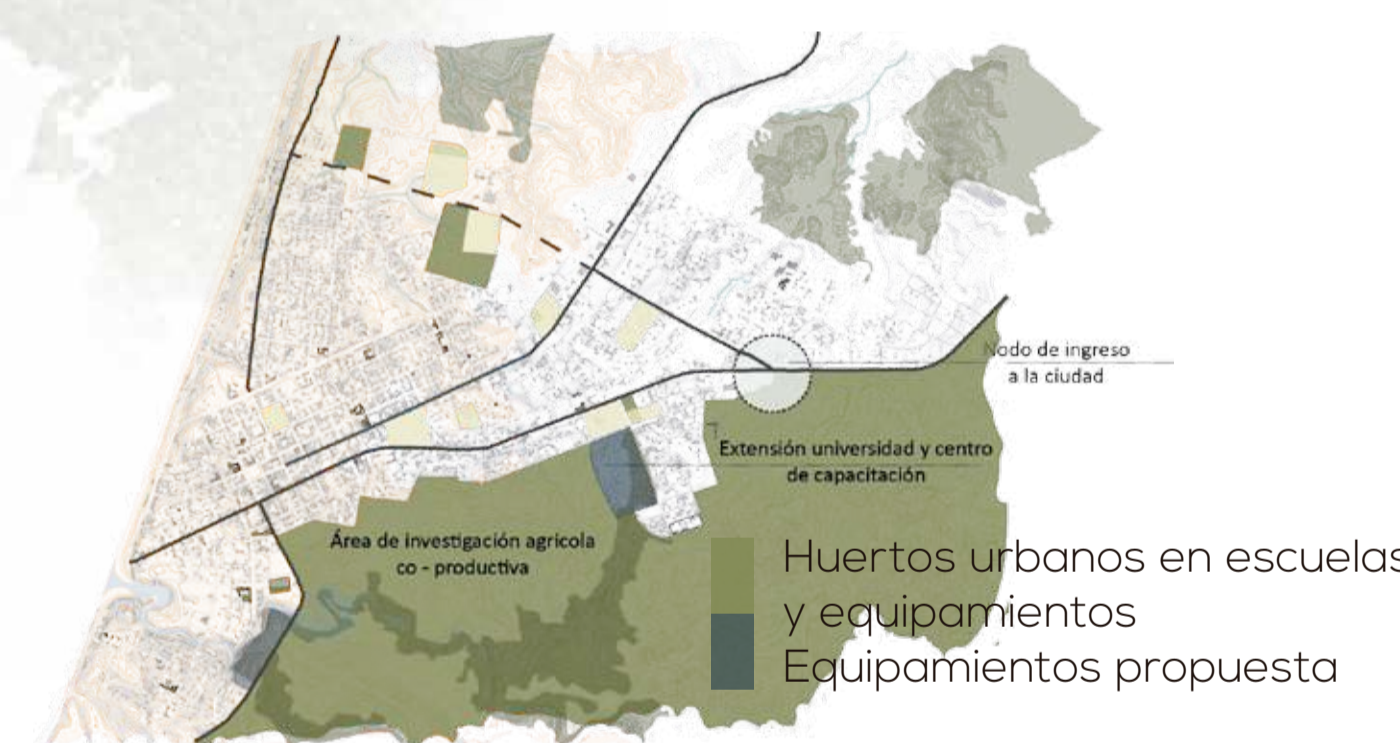 Nodo de ingreso
a la ciudad
Extensión universidad y centro
de capacitación
Área de investigación agricola
co - productiva
Huertos urbanos en escuelas
y equipamientos
Equipamientos propuesta